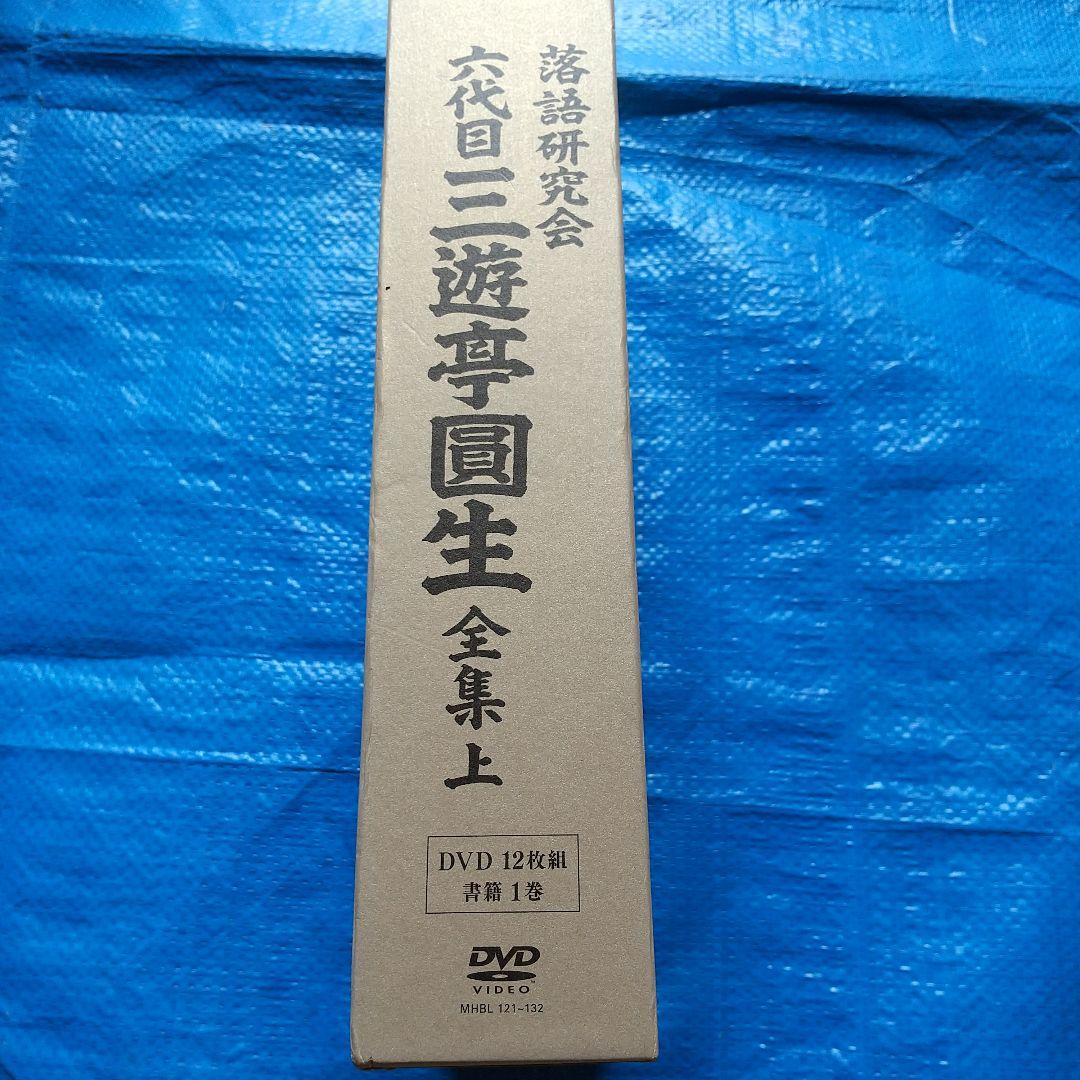 落語研究会
六代目 三遊亭圓生 全集 上
DVD 12枚組
書籍 1巻
DVD
VIDEO™
MHBL 121~132